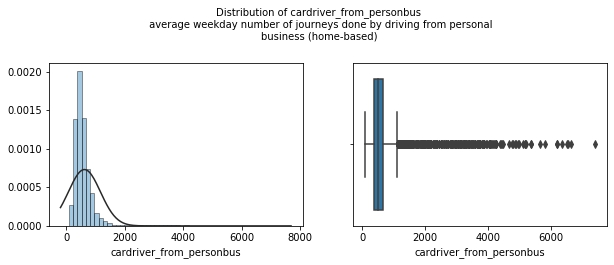 Distribution of cardriver_from_personbus
average weekday number of journeys done by driving from personal
business (home-based)
0.0020
0.0015
0.0010
0.0005
0.0000
0 2000 4000 6000 8000
cardriver_from_personbus
0 2000 4000 6000
cardriver_from_personbus